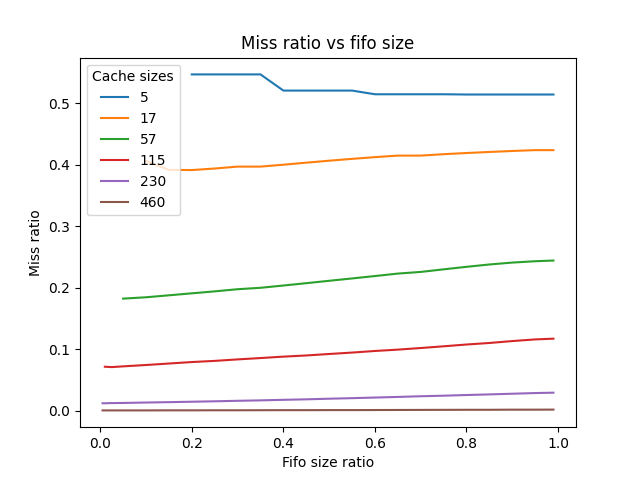 Miss ratio vs fifo size
Cache sizes
5
17
57
115
230
460
0.5
0.4
0.3
0.2
0.1
0.0
Miss ratio
0.0 0.2 0.4 0.6 0.8 1.0
Fifo size ratio